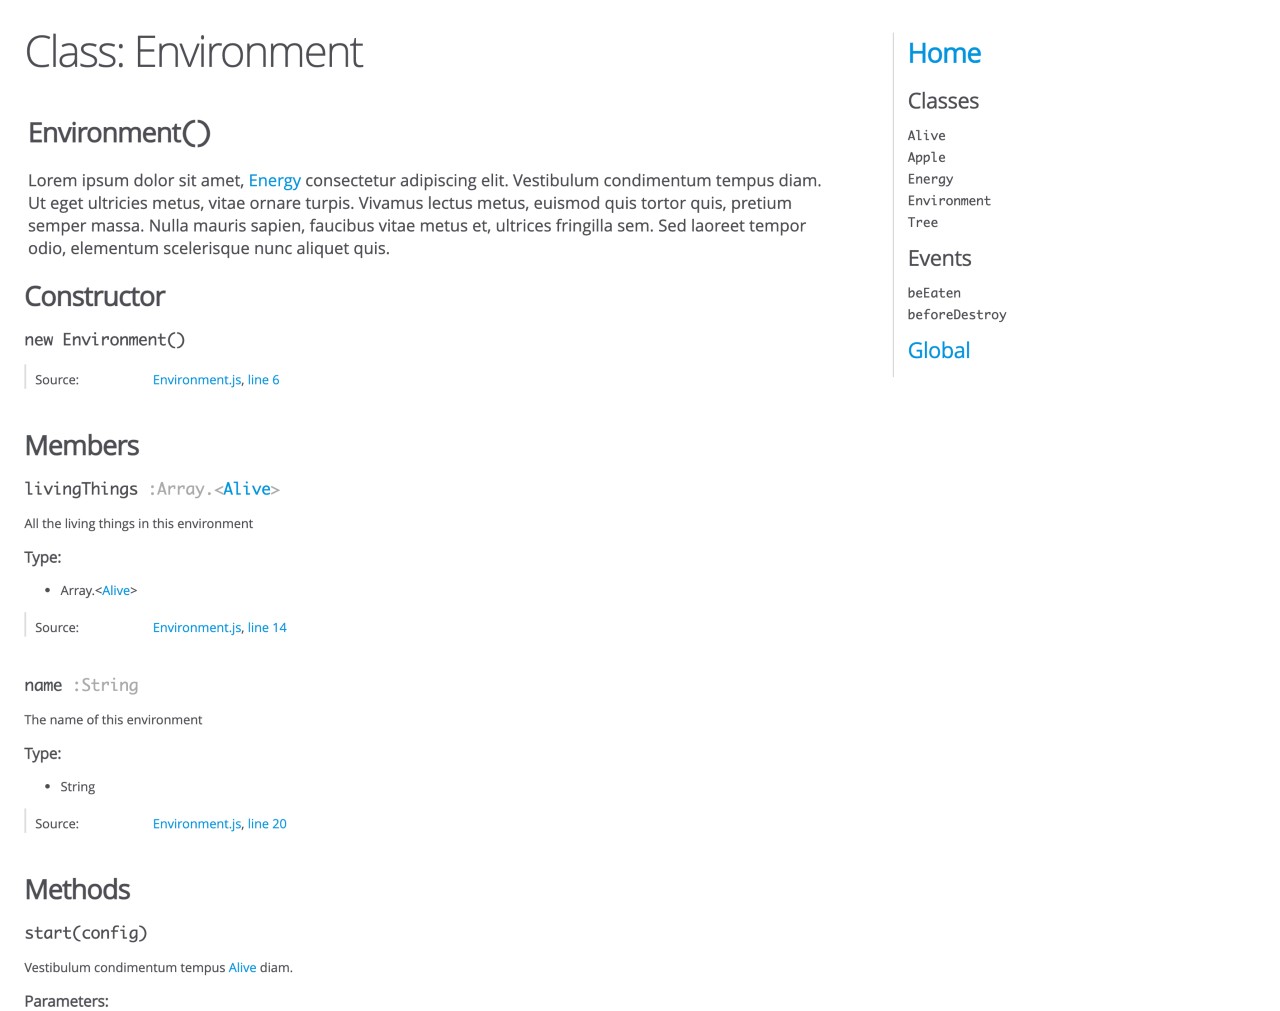 Class: Environment
Environment()
Lorem ipsum dolor sit amet, Energy consectetur adipiscing elit. Vestibulum condimentum tempus diam.
Ut eget ultricies metus, vitae ornare turpis. Vivamus lectus metus, euismod quis tortor quis, pretium
semper massa. Nulla mauris sapien, faucibus vitae metus et, ultrices fringilla sem. Sed laoreet tempor
odio, elementum scelerisque nunc aliquet quis.
Constructor
new Environment()
Source: Environment.js, line 6
Members
livingThings :Array.<Alive>
All the living things in this environment
Type:
• Array.<Alive>
Source: Environment.js, line 14
name :String
The name of this environment
Type:
• String
Source: Environment.js, line 20
Methods
start(config)
Vestibulum condimentum tempus Alive diam.
Parameters:
Home
Classes
Alive
Apple
Energy
Environment
Tree
Events
beEaten
beforeDestroy
Global